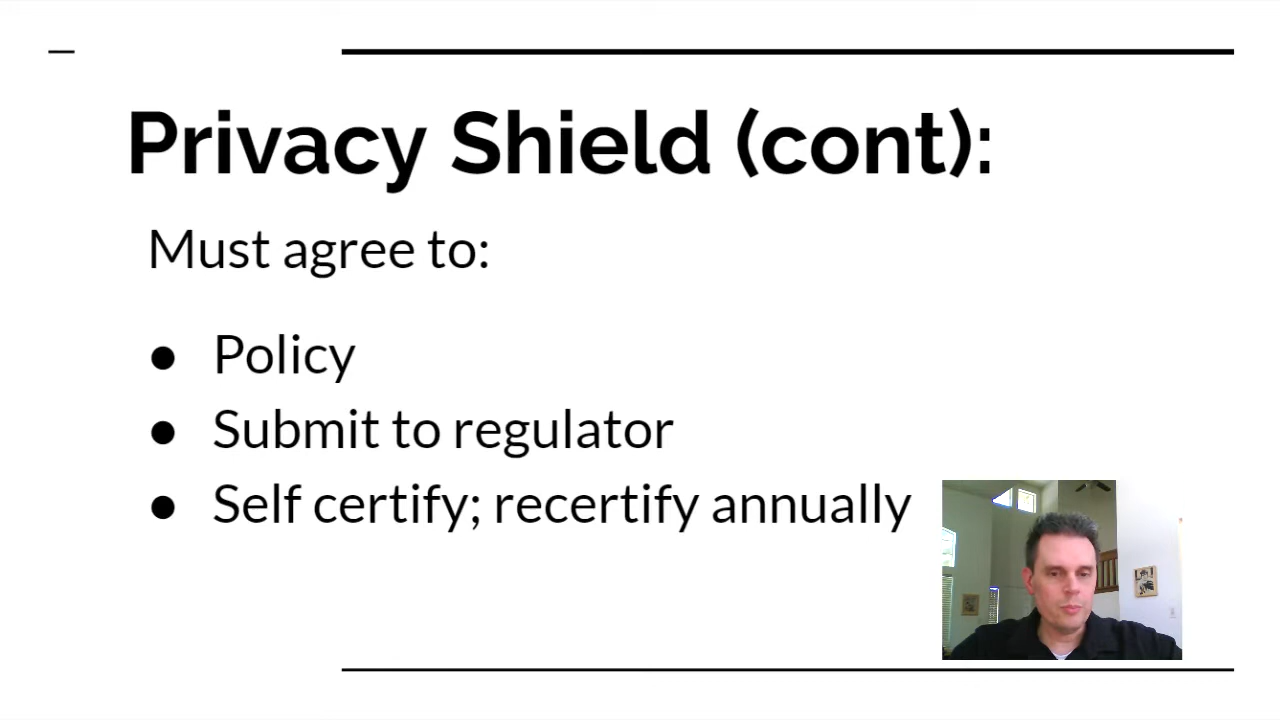 Privacy Shield (cont):
Must agree to:
● Policy
● Submit to regulator
● Self certify; recertify annually